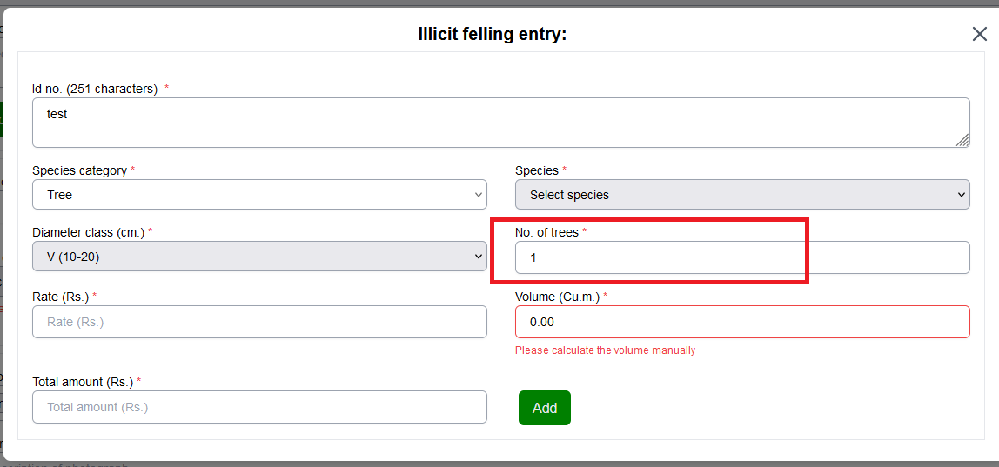 Illicit felling entry:
Id no. (251 characters) *
test
Species category *
Species *
Tree
Select species
Diameter class (cm.) *
No. of trees *
V (10-20)
1
Rate (Rs.) *
Volume (Cu.m.) *
Rate (Rs.)
0.00
Please calculate the volume manually
Total amount (Rs.) *
Total amount (Rs.)
Add